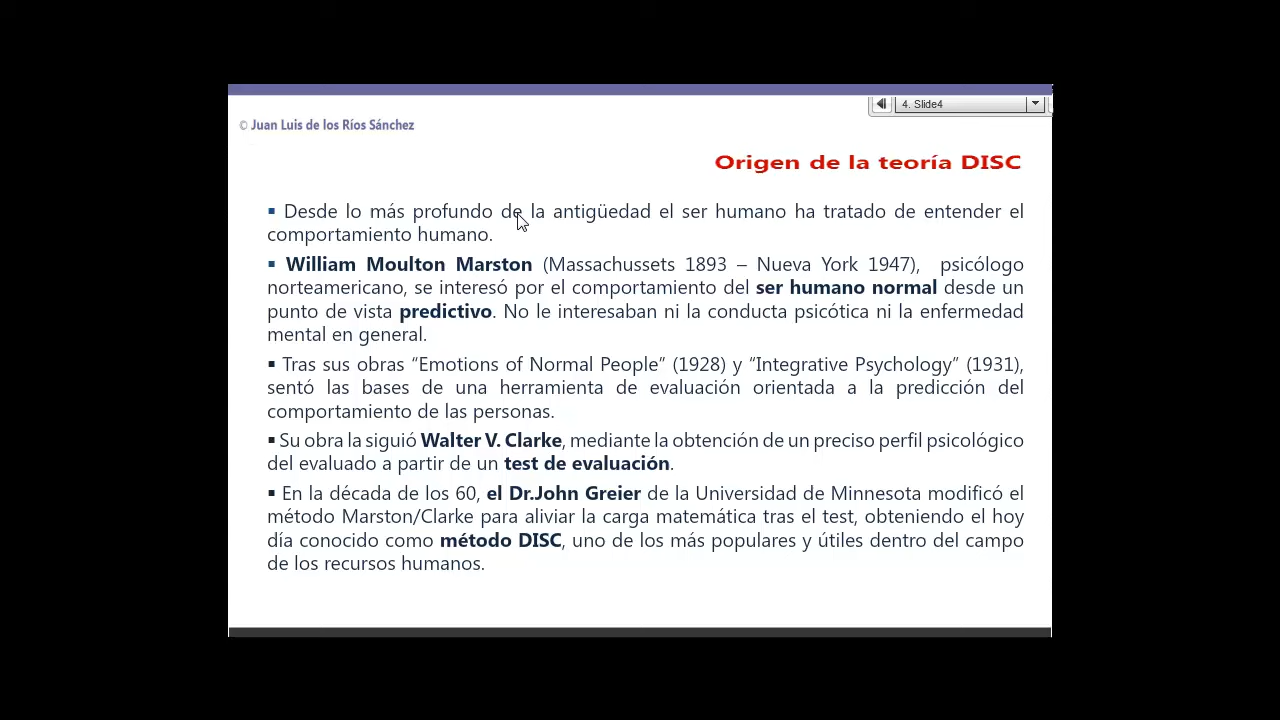 4. Slide4
© Juan Luis de los Ríos Sánchez
Origen de la teoría DISC
▪ Desde lo más profundo de la antigüedad el ser humano ha tratado de entender el
comportamiento humano.
▪ William Moulton Marston (Massachussets 1893 – Nueva York 1947), psicólogo
norteamericano, se interesó por el comportamiento del ser humano normal desde un
punto de vista predictivo. No le interesaban ni la conducta psicótica ni la enfermedad
mental en general.
▪ Tras sus obras “Emotions of Normal People” (1928) y “Integrative Psychology” (1931),
sentó las bases de una herramienta de evaluación orientada a la predicción del
comportamiento de las personas.
▪ Su obra la siguió Walter V. Clarke, mediante la obtención de un preciso perfil psicológico
del evaluado a partir de un test de evaluación.
▪ En la década de los 60, el Dr.John Greier de la Universidad de Minnesota modificó el
método Marston/Clarke para aliviar la carga matemática tras el test, obteniendo el hoy
día conocido como método DISC, uno de los más populares y útiles dentro del campo
de los recursos humanos.